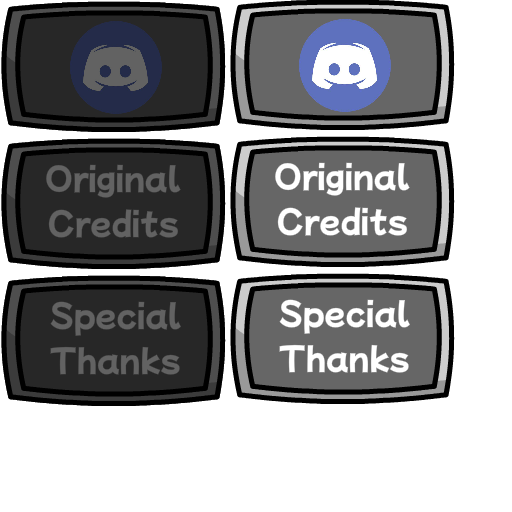 Original
Credits
Original
Credits
Special
Thanks
Special
Thanks